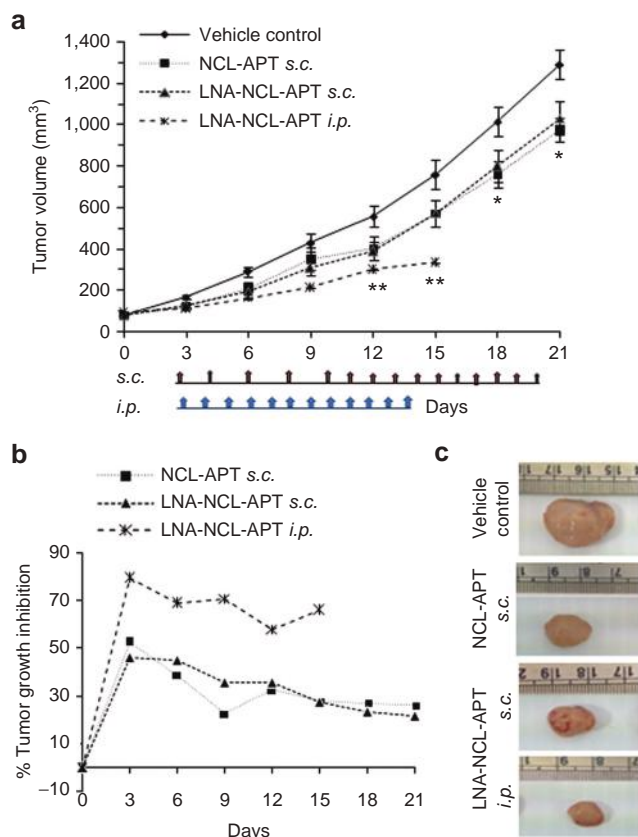 a
Vehicle control
NCL-APT s.c.
LNA-NCL-APT s.c.
LNA-NCL-APT i.p.
Tumor volume (mm³)
1,400
1,200
1,000
800
600
400
200
0
** ** * *
0 3 6 9 12 15 18 21
s.c.
i.p. Days
b
NCL-APT s.c.
LNA-NCL-APT s.c.
LNA-NCL-APT i.p.
% Tumor growth inhibition
90
70
50
30
10
−10
0 3 6 9 12 15 18 21
Days
c
Vehicle
control
NCL-APT
s.c.
LNA-NCL-APT
s.c.
i.p.